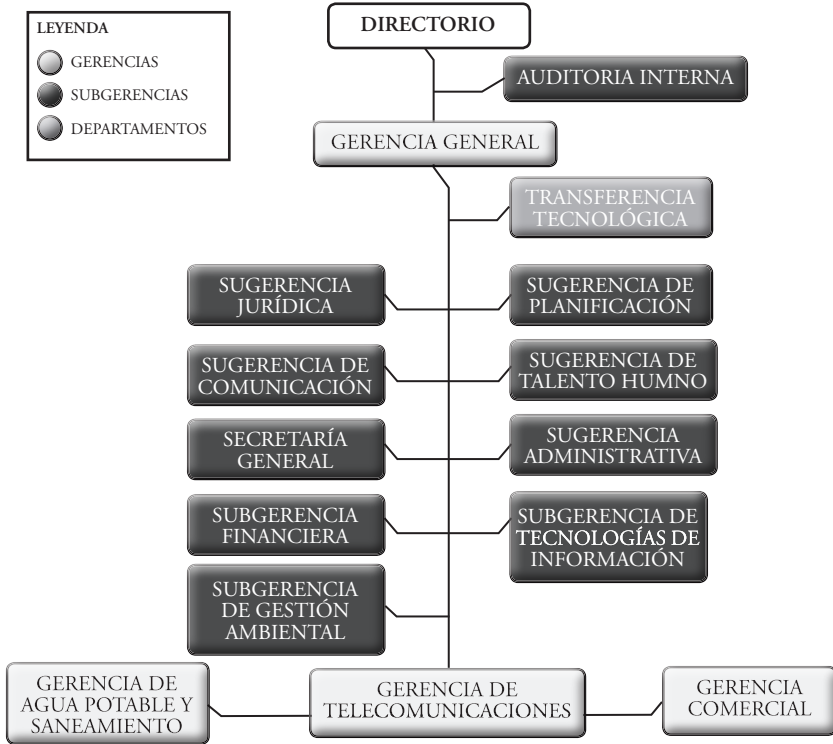 LEYENDA
GERENCIAS
SUBGERENCIAS
DEPARTAMENTOS
DIRECTORIO
AUDITORIA INTERNA
GERENCIA GENERAL
TRANSFERENCIA
TECNOLÓGICA
SUGERENCIA
JURÍDICA
SUGERENCIA DE
PLANIFICACIÓN
SUGERENCIA DE
COMUNICACIÓN
SUGERENCIA DE
TALENTO HUMNO
SECRETARÍA
GENERAL
SUGERENCIA
ADMINISTRATIVA
SUBGERENCIA
FINANCIERA
SUBGERENCIA DE
TECNOLOGÍAS DE
INFORMACIÓN
SUBGERENCIA
DE GESTIÓN
AMBIENTAL
GERENCIA DE
AGUA POTABLE Y
SANEAMIENTO
GERENCIA DE
TELECOMUNICACIONES
GERENCIA
COMERCIAL